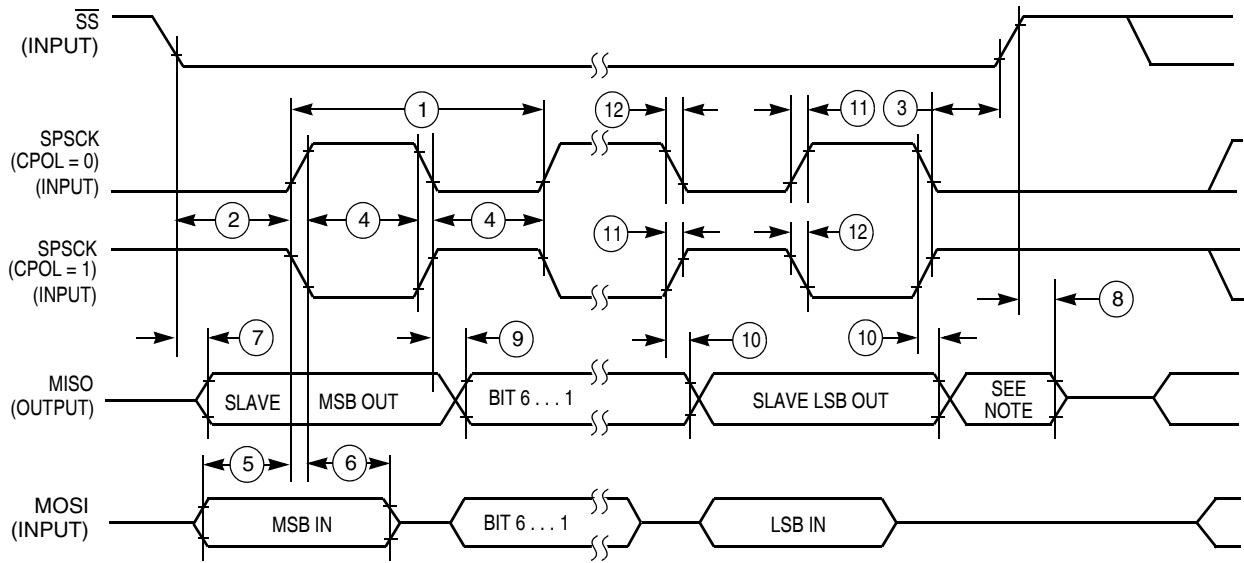 SS
(INPUT)
1
12
11
3
SPSCK
(CPOL = 0)
(INPUT)
2
4
4
11
12
SPSCK
(CPOL = 1)
(INPUT)
8
7
9
10
10
MISO
(OUTPUT)
SLAVE MSB OUT
BIT 6 . . . 1
SLAVE LSB OUT
SEE
NOTE
5
6
MOSI
(INPUT)
MSB IN
BIT 6 . . . 1
LSB IN